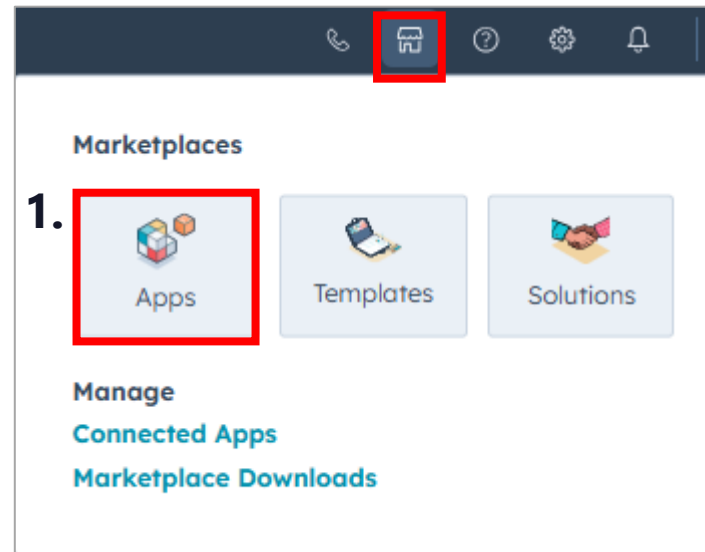 Marketplaces
1.
Apps
Templates
Solutions
Manage
Connected Apps
Marketplace Downloads